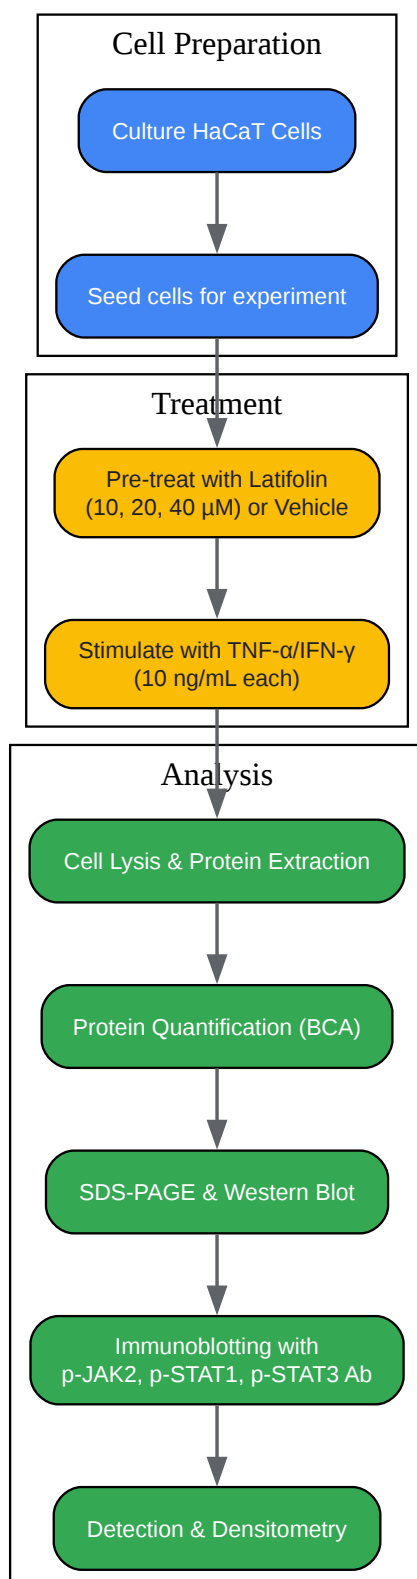 Cell Preparation
Culture HaCaT Cells
Seed cells for experiment
Treatment
Pre-treat with Latifolin
(10, 20, 40 µM) or Vehicle
Stimulate with TNF-α/IFN-γ
(10 ng/mL each)
Analysis
Cell Lysis & Protein Extraction
Protein Quantification (BCA)
SDS-PAGE & Western Blot
Immunoblotting with
p-JAK2, p-STAT1, p-STAT3 Ab
Detection & Densitometry